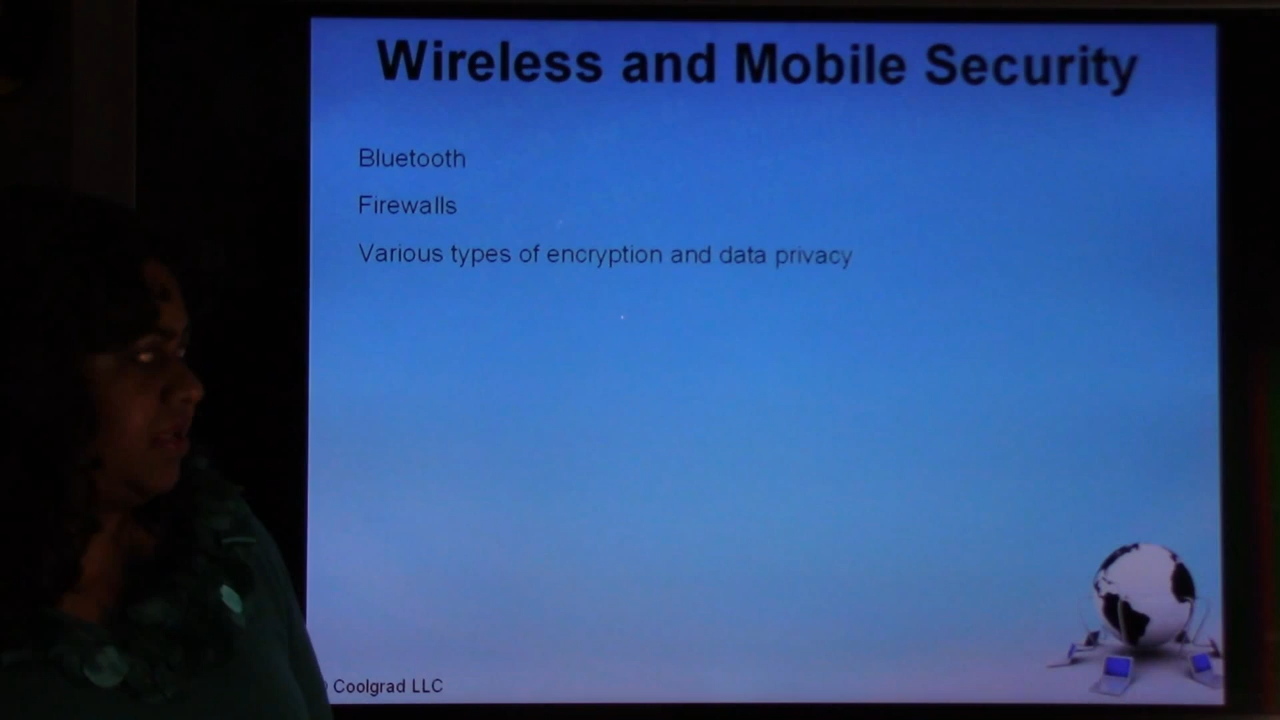 Wireless and Mobile Security
Bluetooth
Firewalls
Various types of encryption and data privacy
Coolgrad LLC